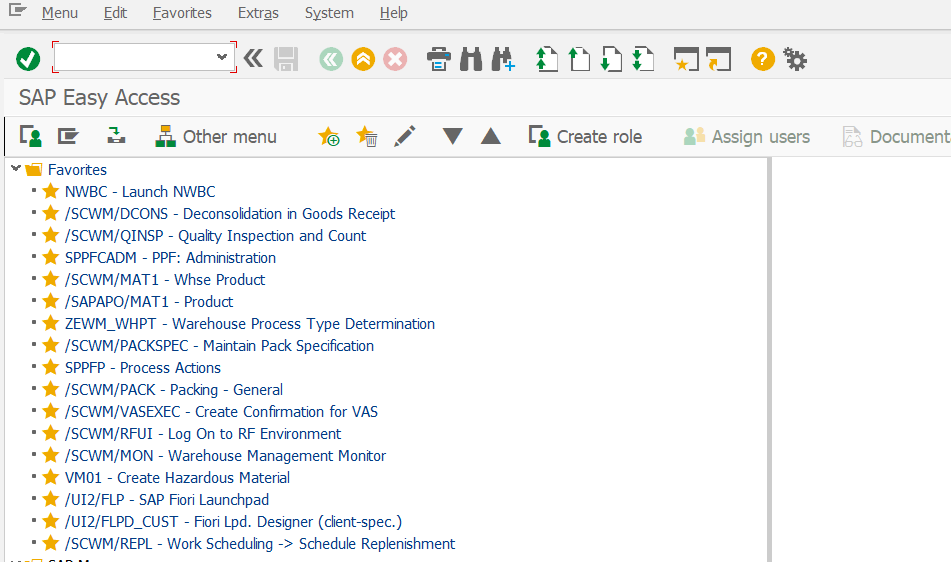 Menu Edit Favorites Extras System Help
SAP Easy Access
Other menu Create role Assign users Document
Favorites
NWBC - Launch NWBC
/SCWM/DCONS - Deconsolidation in Goods Receipt
/SCWM/QINSP - Quality Inspection and Count
SPPFCADM - PPF: Administration
/SCWM/MAT1 - Whse Product
/SAPAPO/MAT1 - Product
ZEWM_WHPT - Warehouse Process Type Determination
/SCWM/PACKSPEC - Maintain Pack Specification
SPPFP - Process Actions
/SCWM/PACK - Packing - General
/SCWM/VASEXEC - Create Confirmation for VAS
/SCWM/RFUI - Log On to RF Environment
/SCWM/MON - Warehouse Management Monitor
VM01 - Create Hazardous Material
/UI2/FLP - SAP Fiori Launchpad
/UI2/FLPD_CUST - Fiori Lpd. Designer (client-spec.)
/SCWM/REPL - Work Scheduling -> Schedule Replenishment